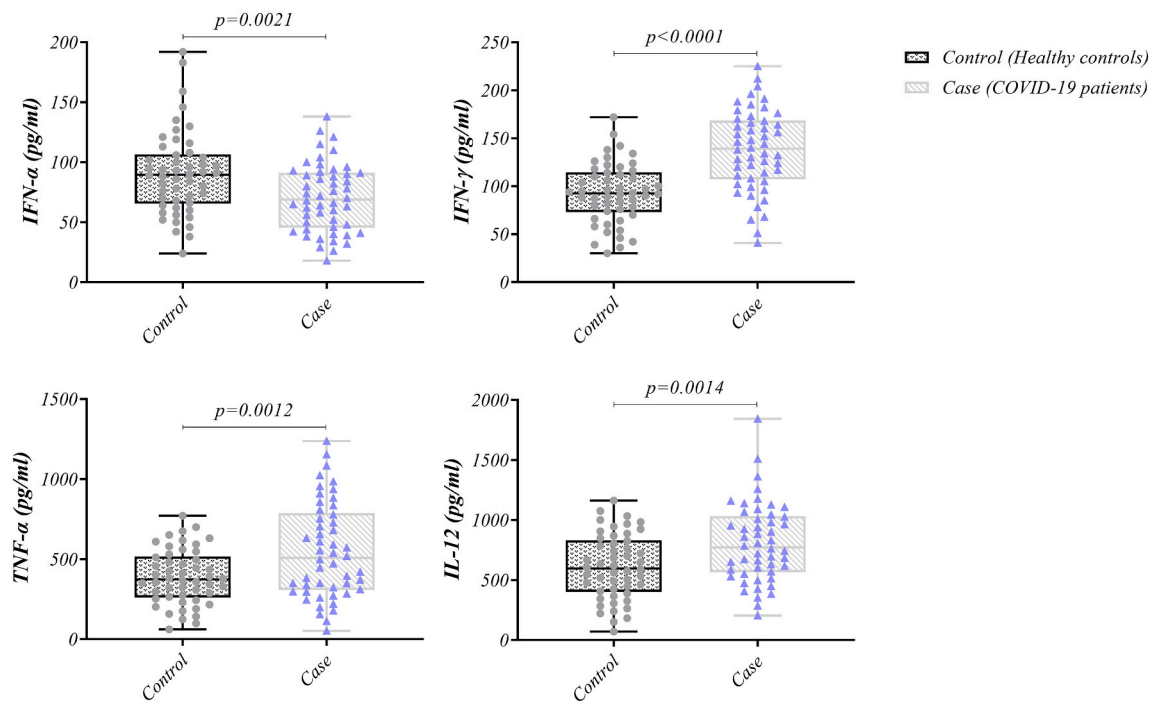 p=0.0021
200
150
100
50
0
IFN-α (pg/ml)
Control
Case
p<0.0001
250
200
150
100
50
0
IFN-γ (pg/ml)
Control
Case
Control (Healthy controls)
Case (COVID-19 patients)
p=0.0012
1500
1000
500
0
TNF-α (pg/ml)
Control
Case
p=0.0014
2000
1500
1000
500
0
IL-12 (pg/ml)
Control
Case